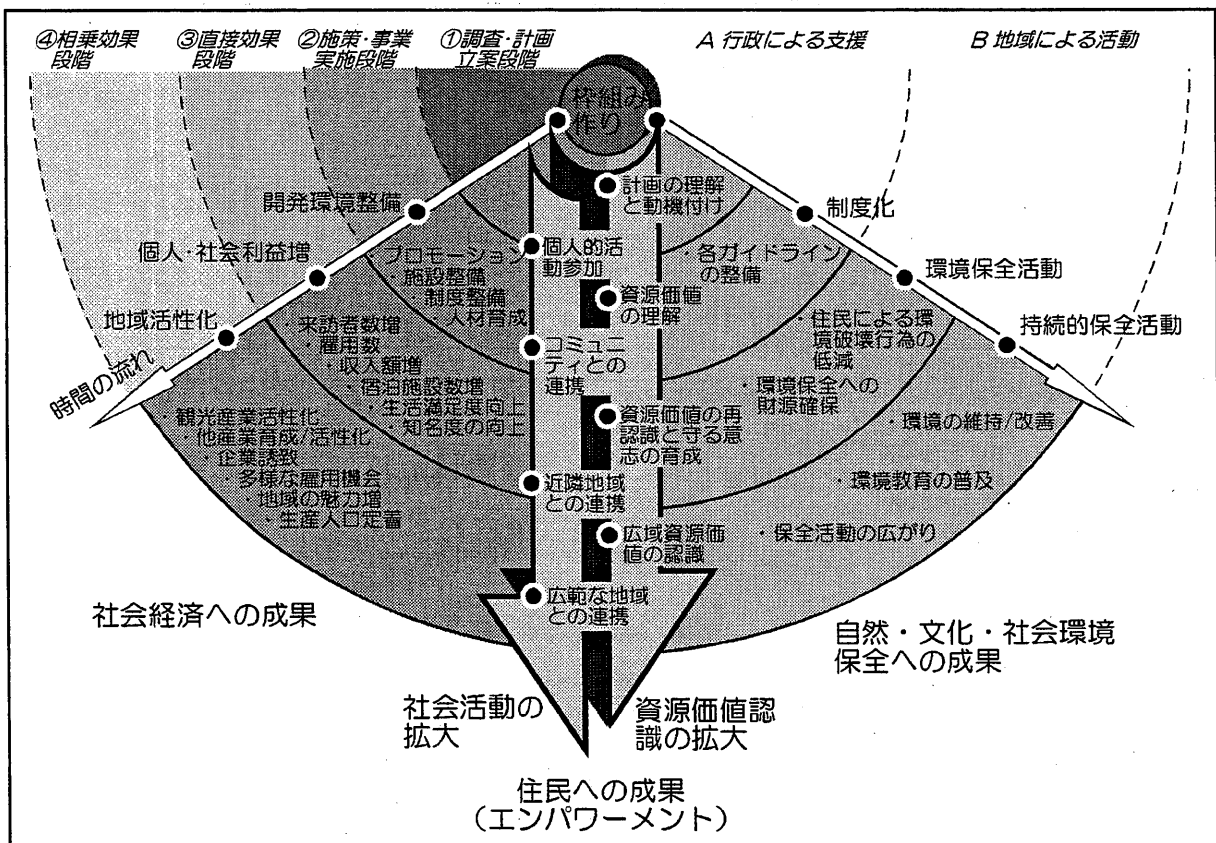 ④相乗効果
段階
③直接効果
段階
②施策・事業
実施段階
①調査・計画
立案段階
A 行政による支援
B 地域による活動
枠組み
作り
計画の理解
と動機付け
開発環境整備
制度化
個人・社会利益増
プロモーション
・施設整備
・制度整備
人材育成
個人的活
動参加
・各ガイドライン
の整備
環境保全活動
資源価値
の理解
地域活性化
・来訪者数増
・雇用数
・収入額増
・宿泊施設数増
・生活満足度向上
・知名度の向上
コミュニ
ティとの
連携
・住民による環
境破壊行為の
低減
持続的保全活動
・環境保全への
財源確保
時間の流れ
・観光産業活性化
・他産業育成/活性化
・企業誘致
・多様な雇用機会
・地域の魅力増
・生産人口定着
資源価値の再
認識と守る意
志の育成
・環境の維持/改善
近隣地域
との連携
・環境教育の普及
広域資源価
値の認識
・保全活動の広がり
広範な地域
との連携
社会経済への成果
自然・文化・社会環境
保全への成果
社会活動の
拡大
資源価値認
識の拡大
住民への成果
(エンパワーメント)